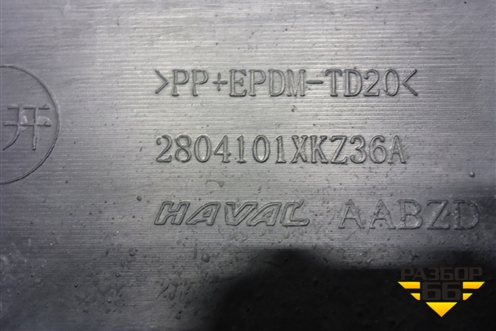 >PP+EPDM-TD20<
开
2804101XKZ36A
HAVAL AABZD
РАЗБОР
66